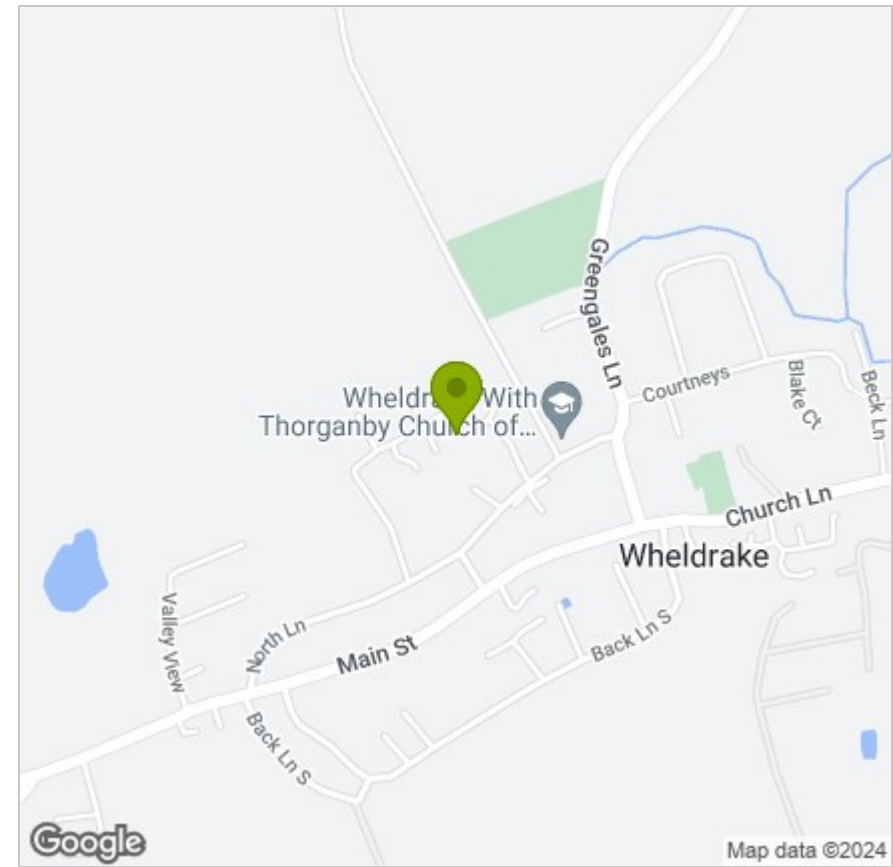 Greengales Ln
Courtneys
Blake Ct
Beck Ln
Wheldra With
Thorganby Church of...
Church Ln
Wheldrake
Valley View
North Ln
Main St
Back Ln S
Back Ln S
Google
Map data ©2024